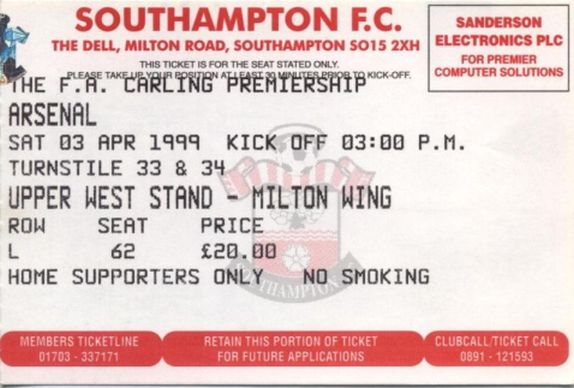 SOUTHAMPTON F.C.
THE DELL, MILTON ROAD, SOUTHAMPTON SO15 2XH
THIS TICKET IS FOR THE SEAT STATED ONLY.
PLEASE TAKE UP YOUR POSITION AT LEAST 30 MINUTES PRIOR TO KICK-OFF.
SANDERSON
ELECTRONICS PLC
FOR PREMIER
COMPUTER SOLUTIONS
THE F.A. CARLING PREMIERSHIP
ARSENAL
SAT 03 APR 1999 KICK OFF 03:00 P.M.
TURNSTILE 33 & 34
UPPER WEST STAND - MILTON WING
ROW SEAT PRICE
L 62 £20.00
HOME SUPPORTERS ONLY NO SMOKING
SOUTHAMPTON
MEMBERS TICKETLINE
01703 - 337171
RETAIN THIS PORTION OF TICKET
FOR FUTURE APPLICATIONS
CLUBCALL/TICKET CALL
0891 - 121593